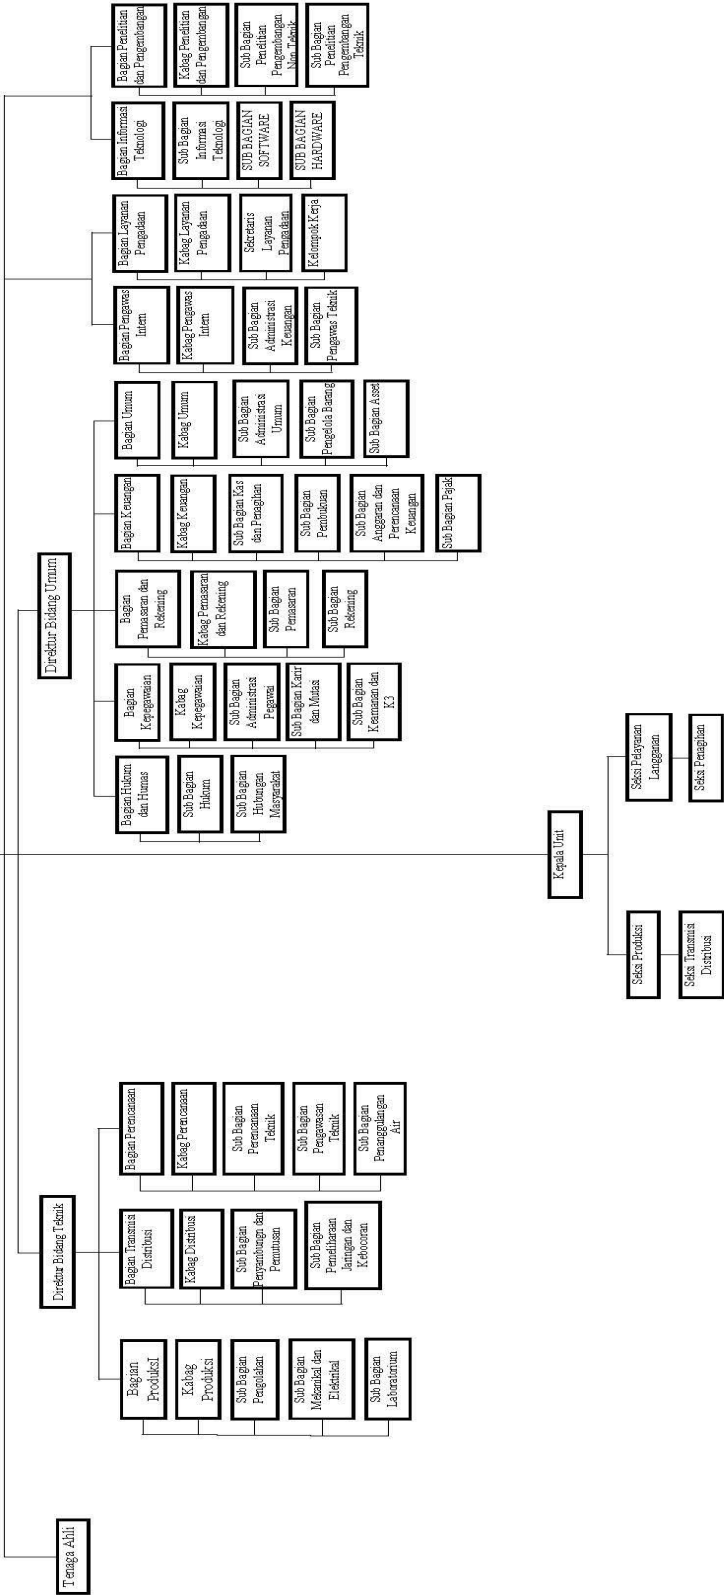 Tenaga Ahli
Direktur Bidang Teknik
Bagian
ProduksI
Kabag
Produksi
Sub Bagian
Pengolahan
Sub Bagian
Mekanikal dan
Elektrikal
Sub Bagian
Laboratorium
Bagian Transmisi
Distribusi
Kabag Distribusi
Sub Bagian
Penyambungn dan
Pemutusan
Sub Bagian
Pemeliharaan
Jaringan dan
Kebocoran
Bagian Perencanaan
Kabag Perencanaan
Sub Bagian
Perencanaan
Teknik
Sub Bagian
Pengawasan
Teknik
Sub Bagian
Penanggulangan
Air
Direktur Bidang Umum
Bagian Hukum
dan Humas
Sub Bagian
Hukum
Sub Bagian
Hubungan
Masyarakat
Bagian
Kepegawaian
Kabag
Kepegawaian
Sub Bagian
Administrasi
Pegawai
Sub Bagian Karir
dan Mutasi
Sub Bagian
Keamanan dan
K3
Bagian
Pemasaran dan
Rekening
Kabag Pemasaran
dan Rekening
Sub Bagian
Pemasaran
Sub Bagian
Rekening
Bagian Keuangan
Kabag Keuangan
Sub Bagian Kas
dan Penagihan
Sub Bagian
Pembukuan
Sub Bagian
Anggaran dan
Perencanaan
Keuangan
Sub Bagian Pajak
Bagian Umum
Kabag Umum
Sub Bagian
Administrasi
Umum
Sub Bagian
Pengelola Barang
Sub Bagian Asset
Bagian Pengawas
Intern
Kabag Pengawas
Intern
Sub Bagian
Administrasi
Keuangan
Sub Bagian
Pengawas Teknik
Bagian Layanan
Pengadaan
Kabag Layanan
Pengadaan
Sekretaris
Layanan
Pengadaan
Kelompok Kerja
Bagian Informasi
Teknologi
Sub Bagian
Informasi
Teknologi
SUB BAGIAN
SOFTWARE
SUB BAGIAN
HARDWARE
Bagian Penelitian
dan Pengembangan
Kabag Penelitian
dan Pengembangan
Sub Bagian
Penelitian
Pengembangan
Non Teknik
Sub Bagian
Penelitian
Pengembangan
Teknik
Kepala Unit
Seksi Produksi
Seksi Transmisi
Distribusi
Seksi Pelayanan
Langganan
Seksi Penagihan